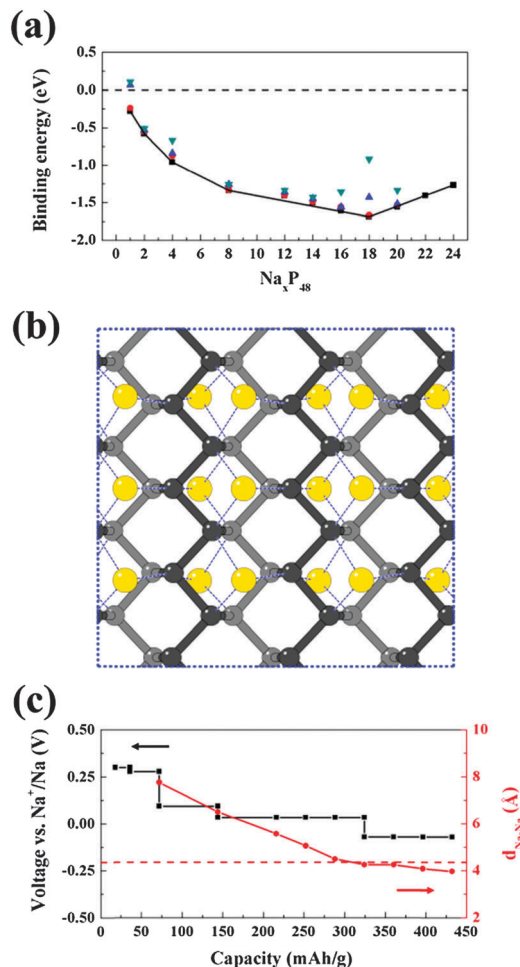 (a)
Binding energy (eV)
0.5
0.0
-0.5
-1.0
-1.5
-2.0
0 2 4 6 8 10 12 14 16 18 20 22 24
NaxP48
(b)
(c)
Voltage vs. Na+/Na (V)
0.50
0.25
0.00
-0.25
-0.50
10
8
6
4
2
dNa-Na (Å)
0 50 100 150 200 250 300 350 400 450
Capacity (mAh/g)